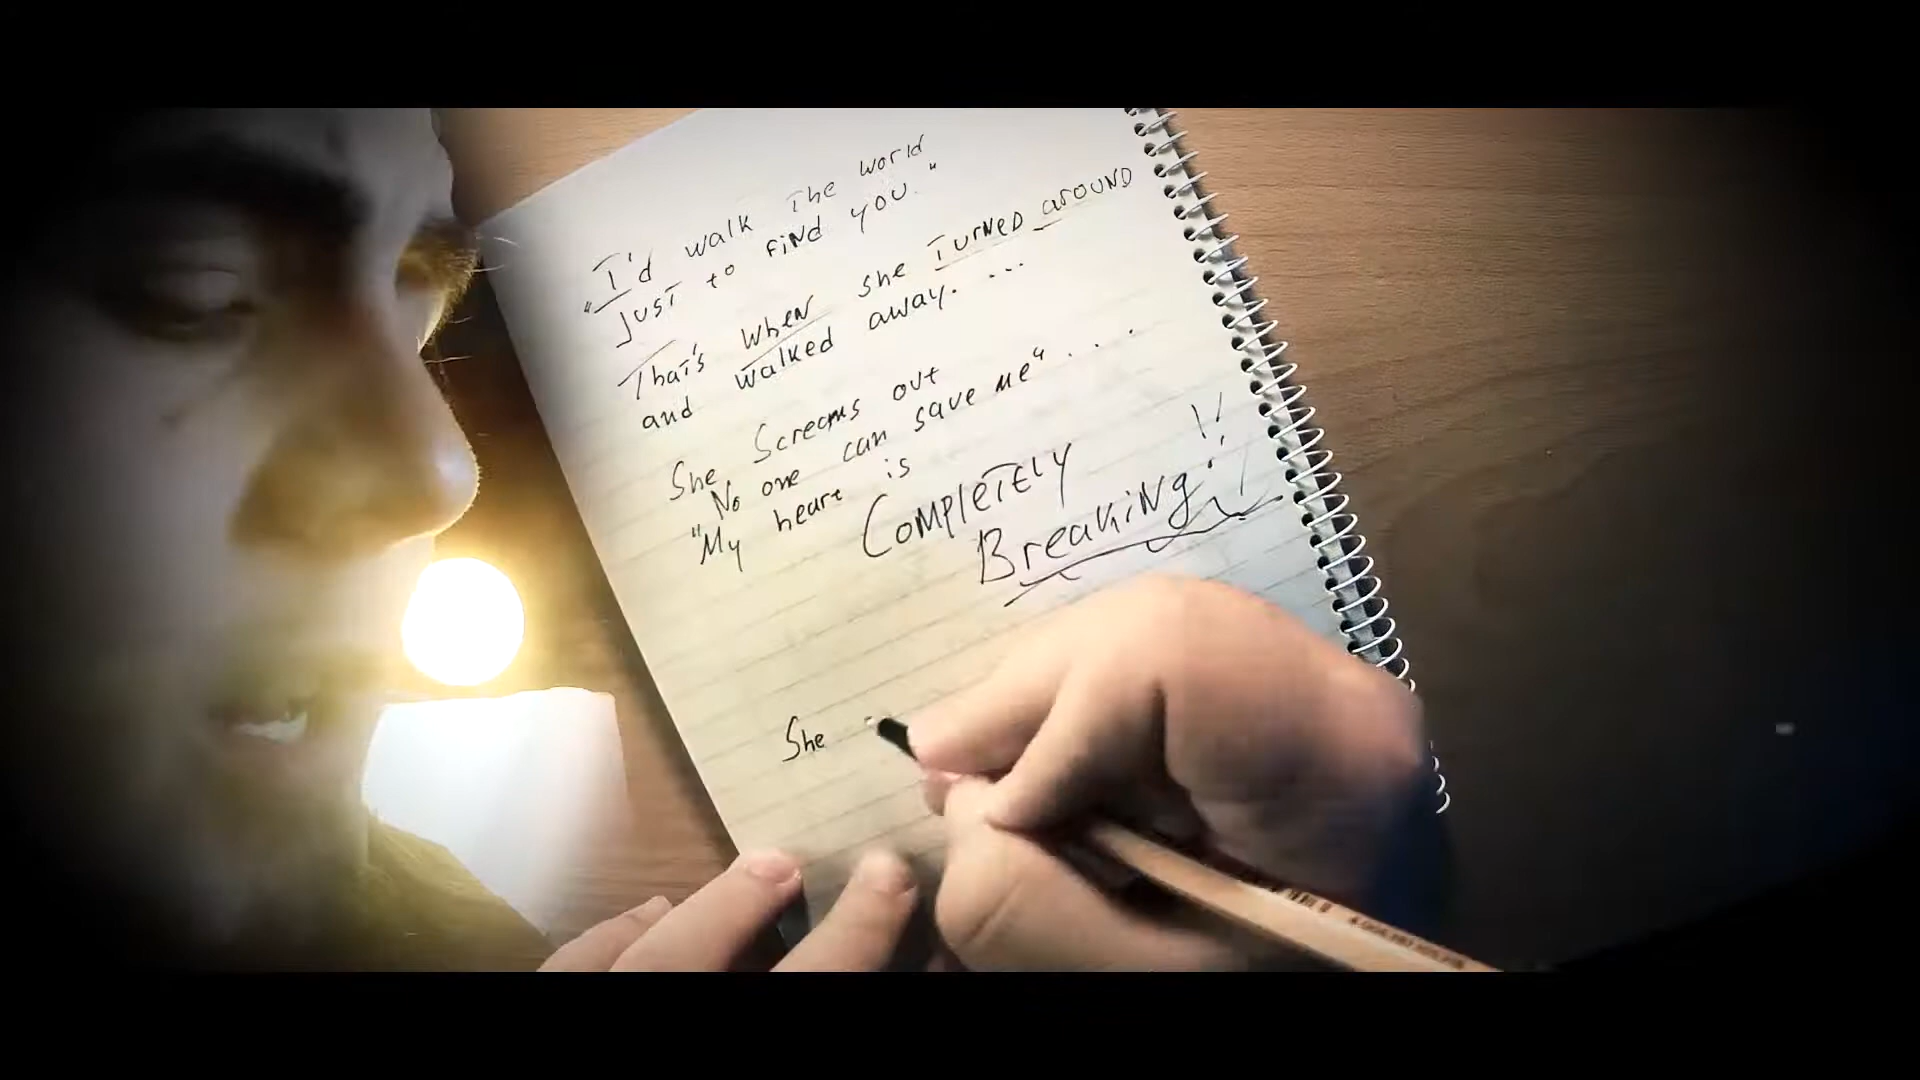 "I'd walk the world
just to find you."
That's when she turned around
and walked away. ...
She Screams out
"No one can save me" ....
"My heart is
Completely
Breaking!!
She